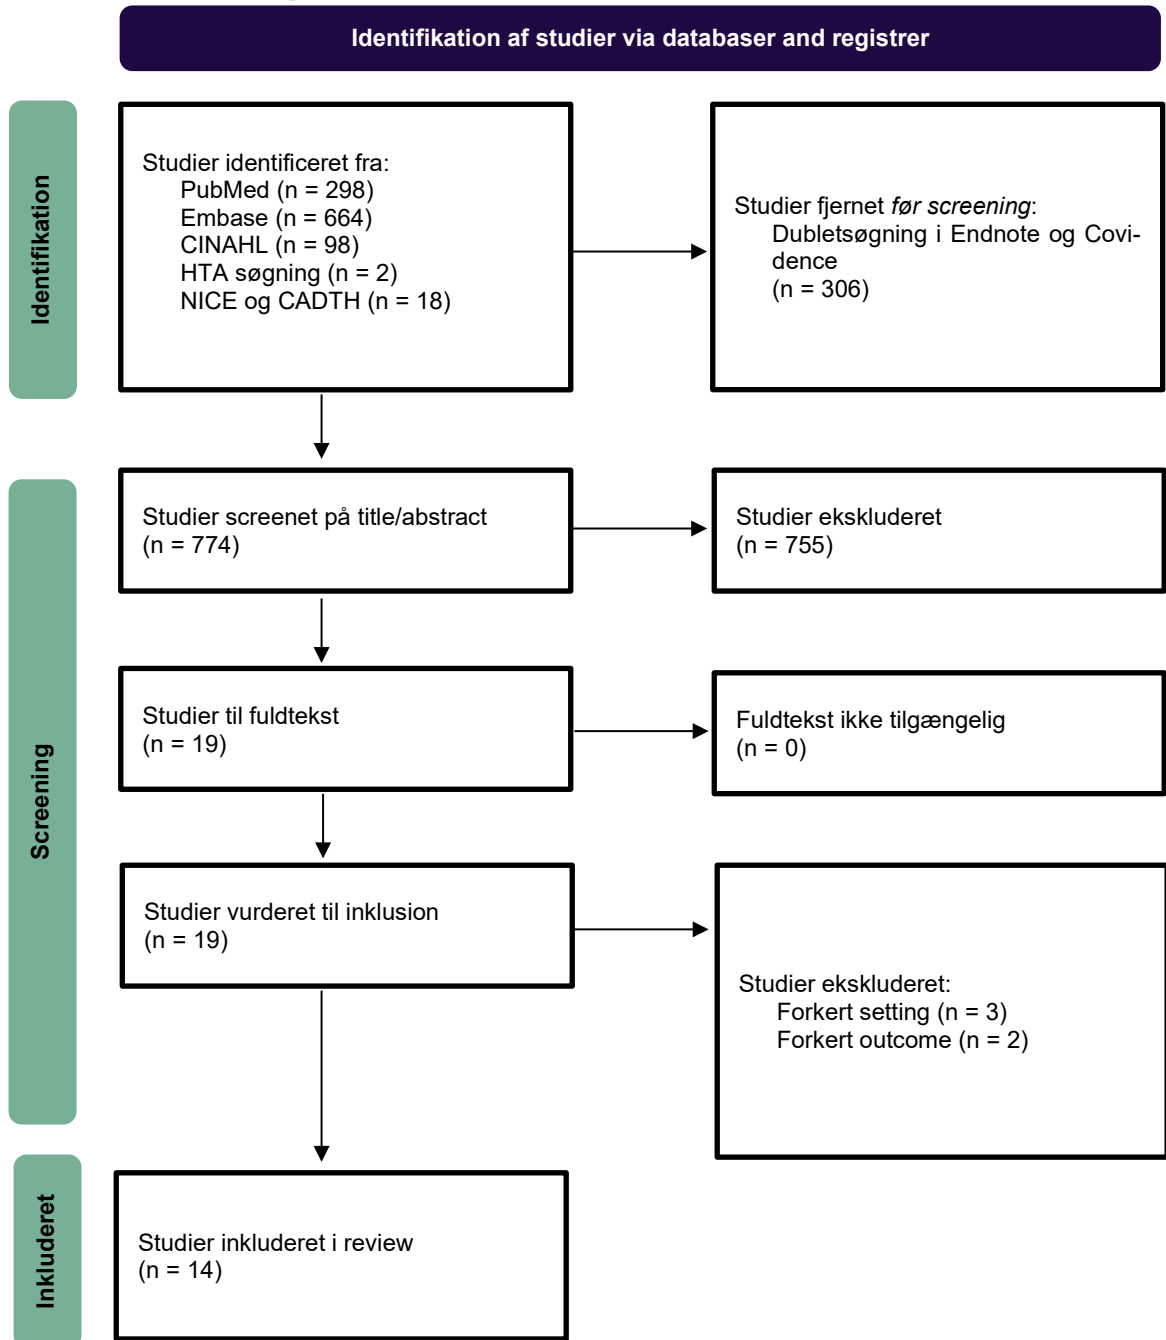 Identifikation af studier via databaser and registrer
Identifikation
Studier identificeret fra:
PubMed (n = 298)
Embase (n = 664)
CINAHL (n = 98)
HTA søgning (n = 2)
NICE og CADTH (n = 18)
Studier fjernet før screening:
Dubletsøgning i Endnote og Covi-
dence
(n = 306)
Screening
Studier screenet på title/abstract
(n = 774)
Studier ekskluderet
(n = 755)
Studier til fuldtekst
(n = 19)
Fuldtekst ikke tilgængelig
(n = 0)
Studier vurderet til inklusion
(n = 19)
Studier ekskluderet:
Forkert setting (n = 3)
Forkert outcome (n = 2)
Inkluderet
Studier inkluderet i review
(n = 14)